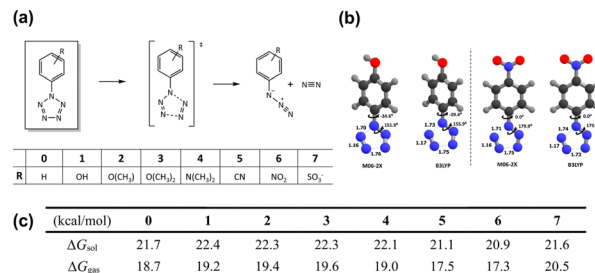 (a)
R R R
‡
N N N N N
N N N N N
N⁻ N⁺ N + N≡N
0 1 2 3 4 5 6 7
R H OH O(CH₃) O(CH₃)₂ N(CH₃)₂ CN NO₂ SO₃⁻
(b)
-34.6° -29.4° 0.0° 0.0°
1.70 151.3° 1.73 155.9° 1.71 179.9° 1.74
1.16 1.17 1.16 1.17
1.76 1.75 1.75 1.73
M06-2X B3LYP M06-2X B3LYP
(c) (kcal/mol) 0 1 2 3 4 5 6 7
ΔGsol 21.7 22.4 22.3 22.3 22.1 21.1 20.9 21.6
ΔGgas 18.7 19.2 19.4 19.6 19.0 17.5 17.3 20.5